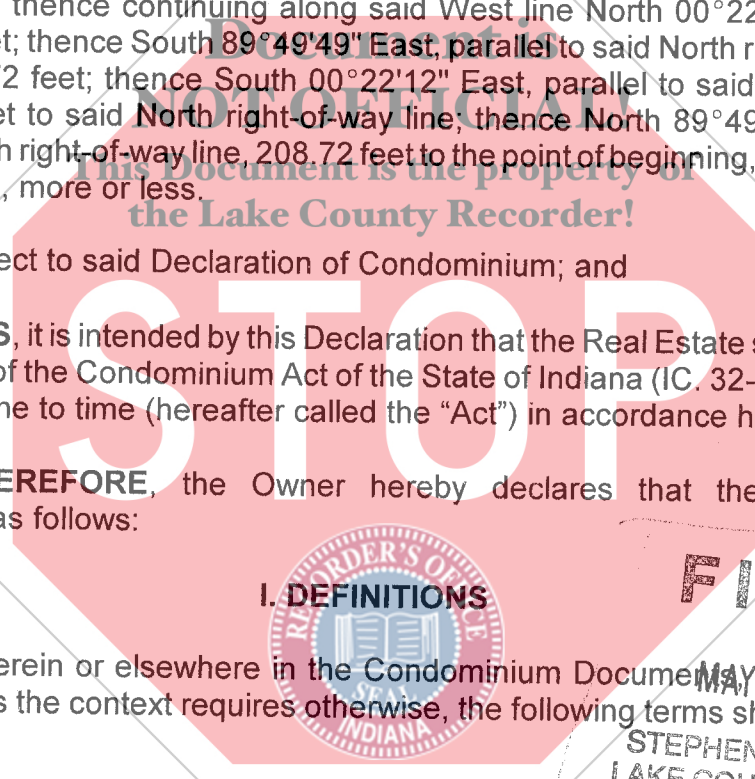 thence continuing along said West line North 00°22
t; thence South 89°49'49" East, parallel to said North r
Document is
2 feet; thence South 00°22'12" East, parallel to said
et to said North right-of-way line; thence North 89°49
NOT OFFICIAL!
h right-of-way line, 208.72 feet to the point of beginning,
This Document is the property of
, more or less.
the Lake County Recorder!
ect to said Declaration of Condominium; and
STOP
S, it is intended by this Declaration that the Real Estate s
of the Condominium Act of the State of Indiana (IC. 32-
ne to time (hereafter called the “Act”) in accordance h
EREFORE, the Owner hereby declares that the
as follows:
FI
RECORDER'S OFFICE
I. DEFINITIONS
erein or elsewhere in the Condominium Documents,
MAY
s the context requires otherwise, the following terms sh
SEAL
INDIANA
STEPHEN
LAKE COU